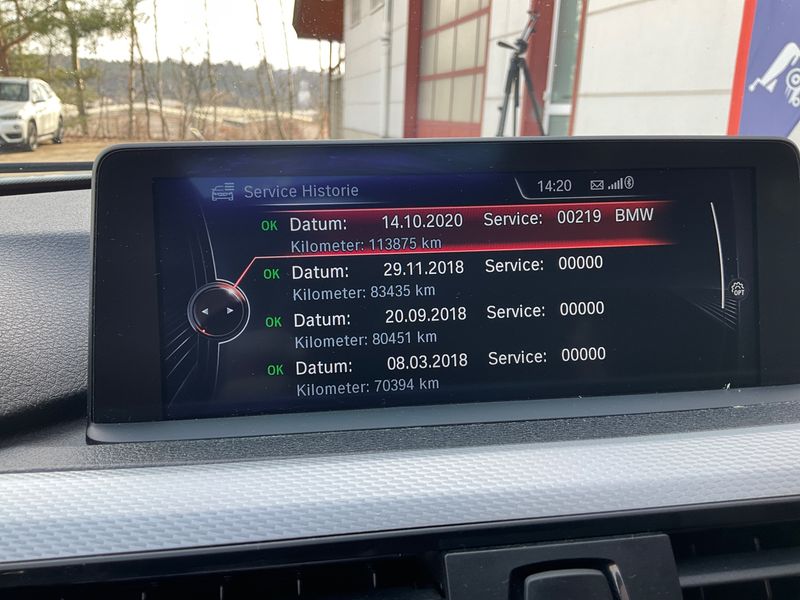 Service Historie 14:20
OK Datum: 14.10.2020 Service: 00219 BMW
Kilometer: 113875 km
OK Datum: 29.11.2018 Service: 00000
Kilometer: 83435 km
OK Datum: 20.09.2018 Service: 00000
Kilometer: 80451 km
OK Datum: 08.03.2018 Service: 00000
Kilometer: 70394 km
OPT